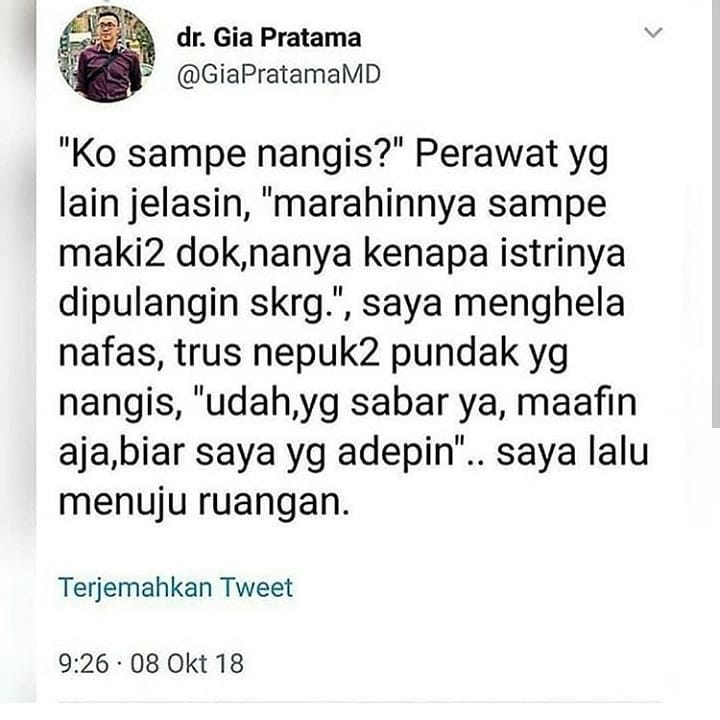 dr. Gia Pratama
@GiaPratamaMD
"Ko sampe nangis?" Perawat yg
lain jelasin, "marahinnya sampe
maki2 dok,nanya kenapa istrinya
dipulangin skrg.", saya menghela
nafas, trus nepuk2 pundak yg
nangis, "udah,yg sabar ya, maafin
aja,biar saya yg adepin".. saya lalu
menuju ruangan.
Terjemahkan Tweet
9:26 · 08 Okt 18